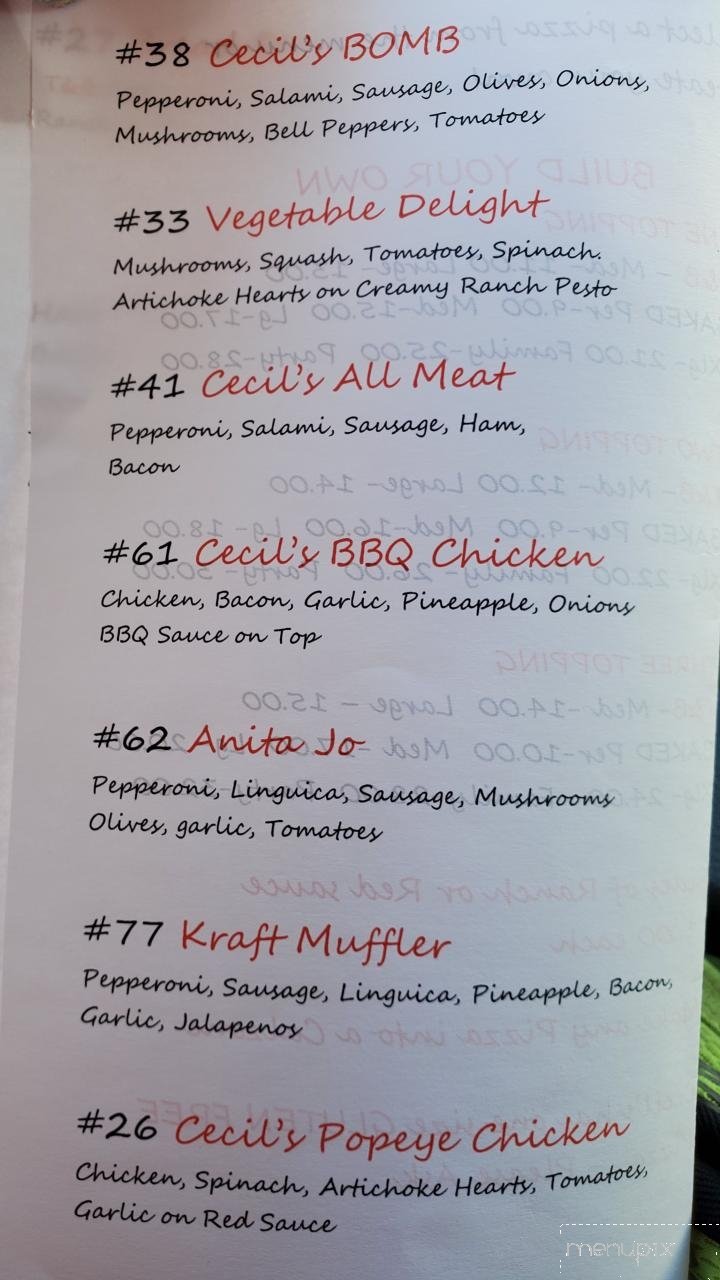 #38 Cecil's BOMB
Pepperoni, Salami, Sausage, Olives, Onions,
Mushrooms, Bell Peppers, Tomatoes
#33 Vegetable Delight
Mushrooms, Squash, Tomatoes, Spinach.
Artichoke Hearts on Creamy Ranch Pesto
#41 Cecil's All Meat
Pepperoni, Salami, Sausage, Ham,
Bacon
#61 Cecil's BBQ Chicken
Chicken, Bacon, Garlic, Pineapple, Onions
BBQ Sauce on Top
#62 Anita Jo
Pepperoni, Linguica, Sausage, Mushrooms
Olives, garlic, Tomatoes
#77 Kraft Muffler
Pepperoni, Sausage, Linguica, Pineapple, Bacon,
Garlic, Jalapenos
#26 Cecil's Popeye Chicken
Chicken, Spinach, Artichoke Hearts, Tomatoes,
Garlic on Red Sauce
menupix